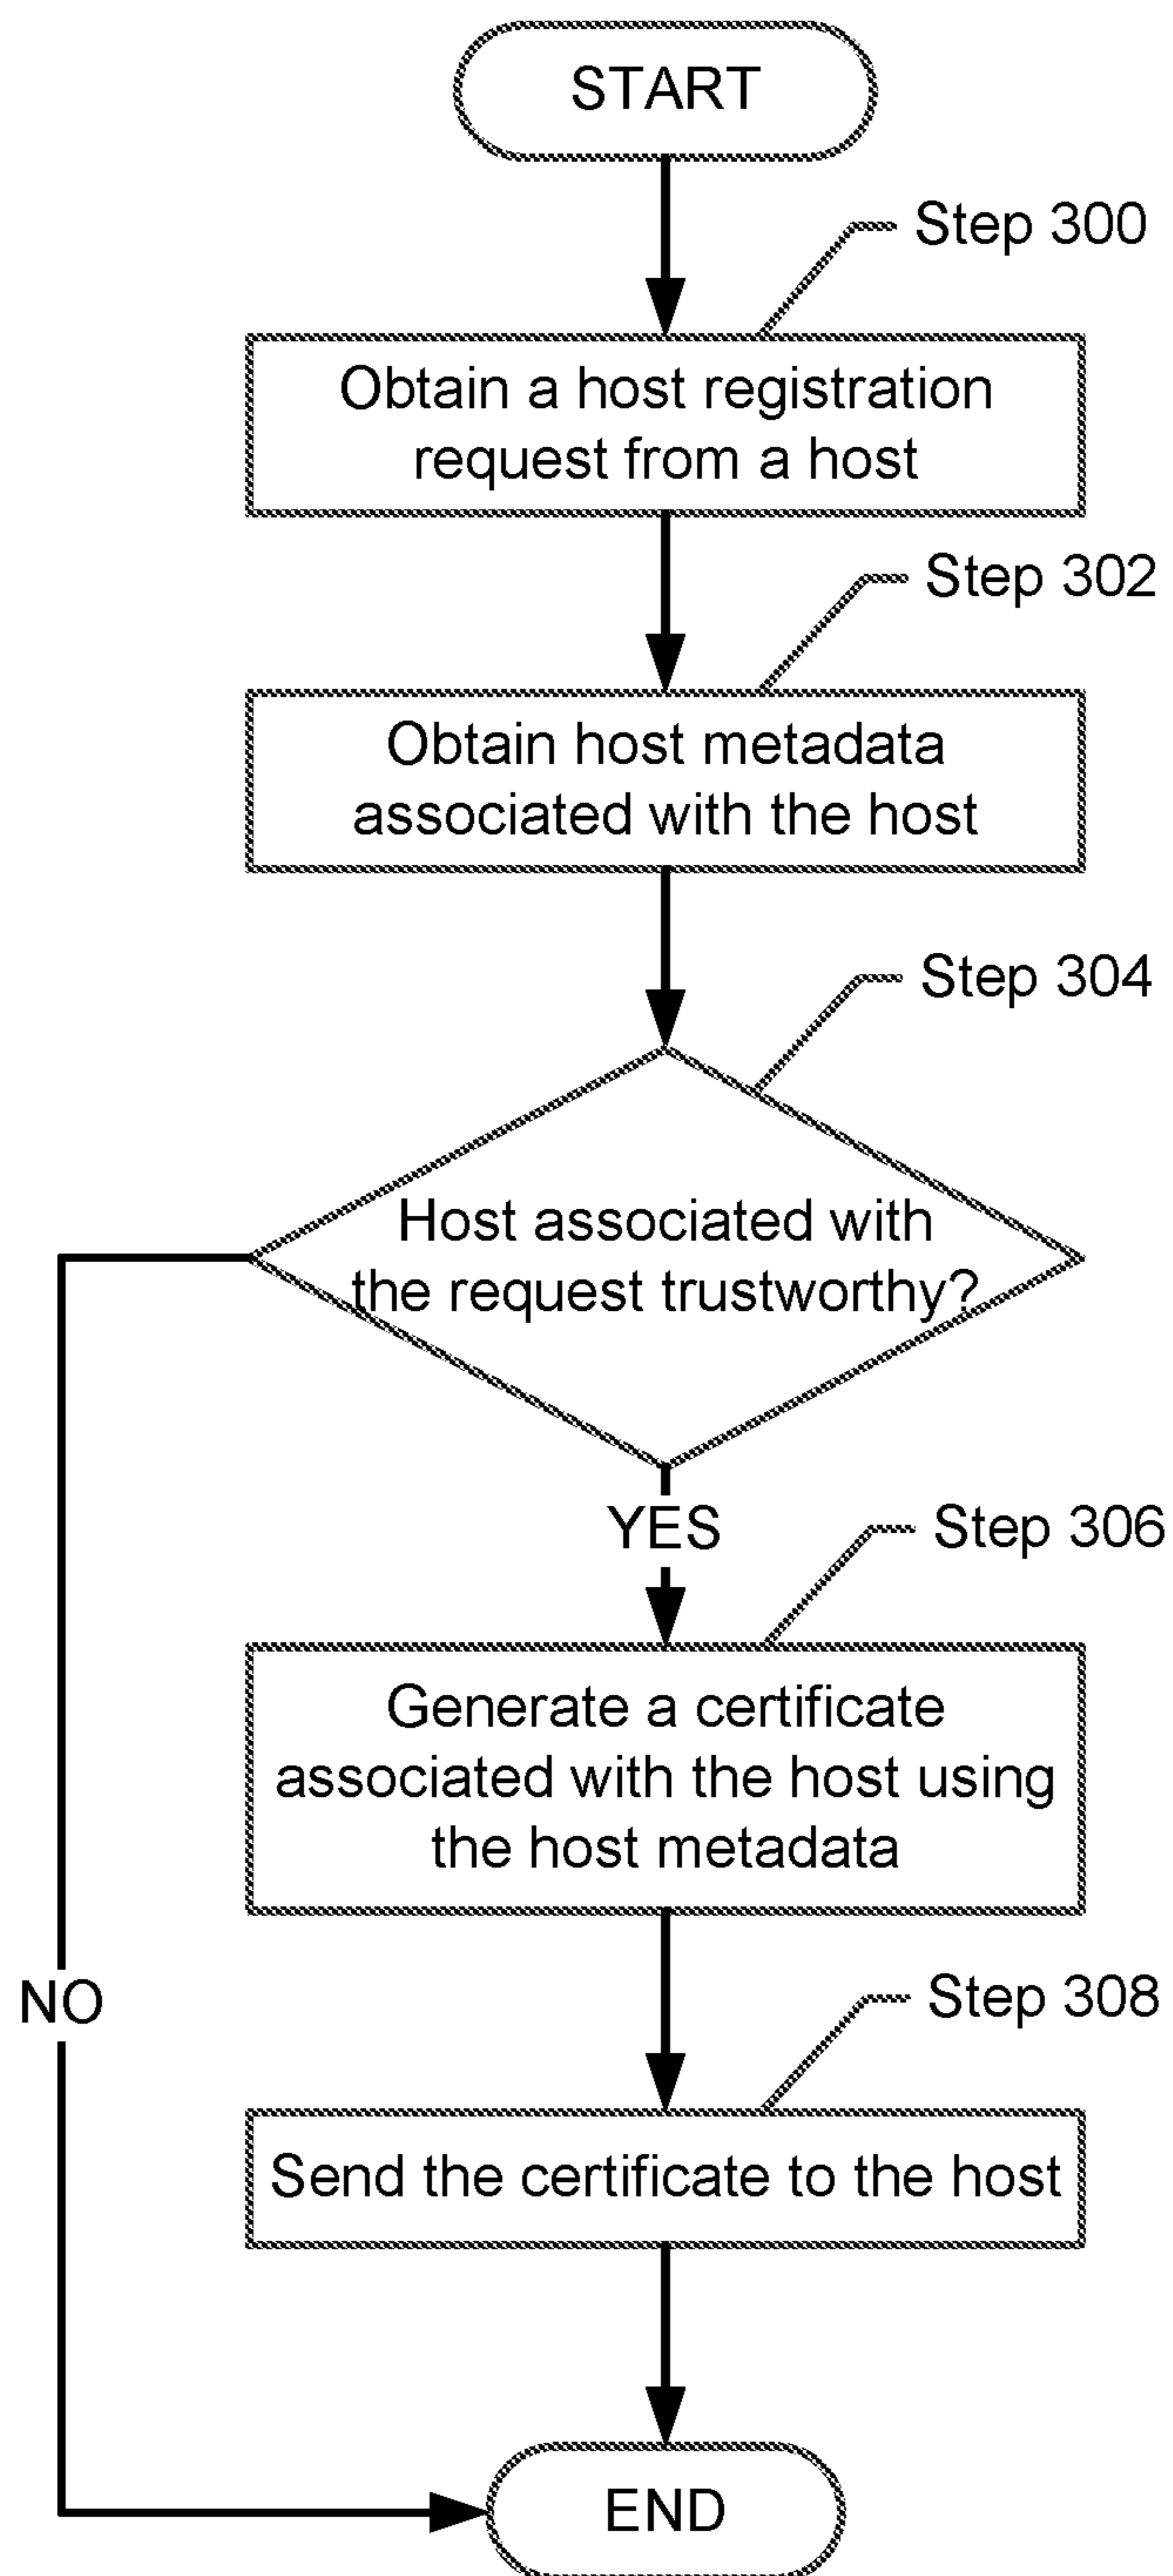 START
Step 300
Obtain a host registration
request from a host
Step 302
Obtain host metadata
associated with the host
Step 304
Host associated with
the request trustworthy?
YES
Step 306
Generate a certificate
associated with the host using
the host metadata
NO
Step 308
Send the certificate to the host
END